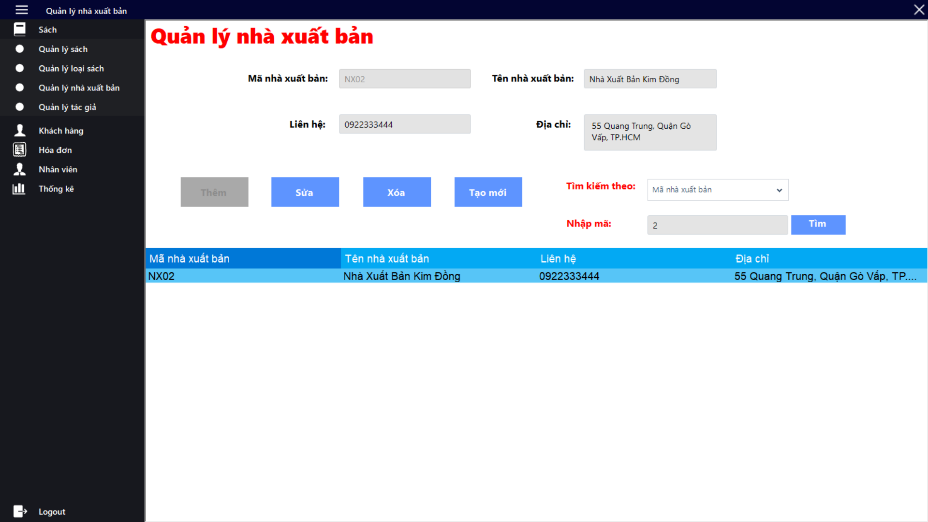 Quản lý nhà xuất bản
Sách
Quản lý sách
Quản lý loại sách
Quản lý nhà xuất bản
Quản lý tác giả
Khách hàng
Hóa đơn
Nhân viên
Thống kê
Logout
Quản lý nhà xuất bản
Mã nhà xuất bản: NX02 Tên nhà xuất bản: Nhà Xuất Bản Kim Đồng
Liên hệ: 0922333444 Địa chỉ: 55 Quang Trung, Quận Gò
Vấp, TP.HCM
Thêm Sửa Xóa Tạo mới
Tìm kiếm theo: Mã nhà xuất bản
Nhập mã: 2 Tìm
Mã nhà xuất bản Tên nhà xuất bản Liên hệ Địa chỉ
NX02 Nhà Xuất Bản Kim Đồng 0922333444 55 Quang Trung, Quận Gò Vấp, TP....